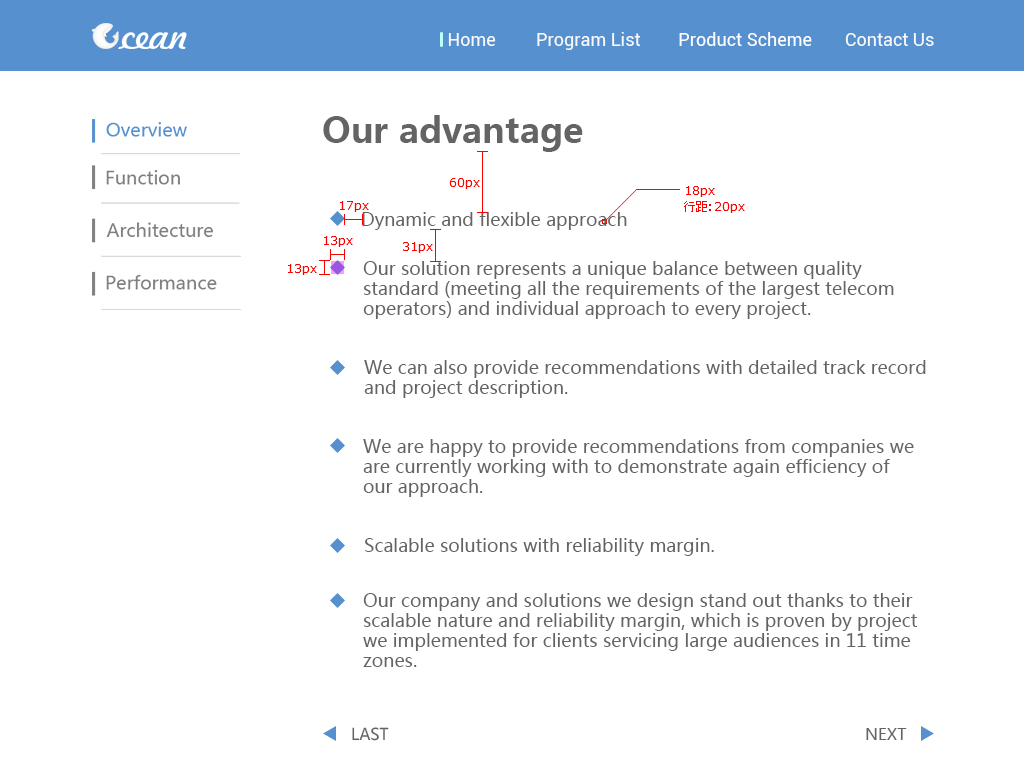 Ocean
Home Program List Product Scheme Contact Us
Overview
Function
Architecture
Performance
Our advantage
60px
18px
行距: 20px
17px
Dynamic and flexible approach
31px
13px
13px
Our solution represents a unique balance between quality
standard (meeting all the requirements of the largest telecom
operators) and individual approach to every project.
We can also provide recommendations with detailed track record
and project description.
We are happy to provide recommendations from companies we
are currently working with to demonstrate again efficiency of
our approach.
Scalable solutions with reliability margin.
Our company and solutions we design stand out thanks to their
scalable nature and reliability margin, which is proven by project
we implemented for clients servicing large audiences in 11 time
zones.
LAST NEXT